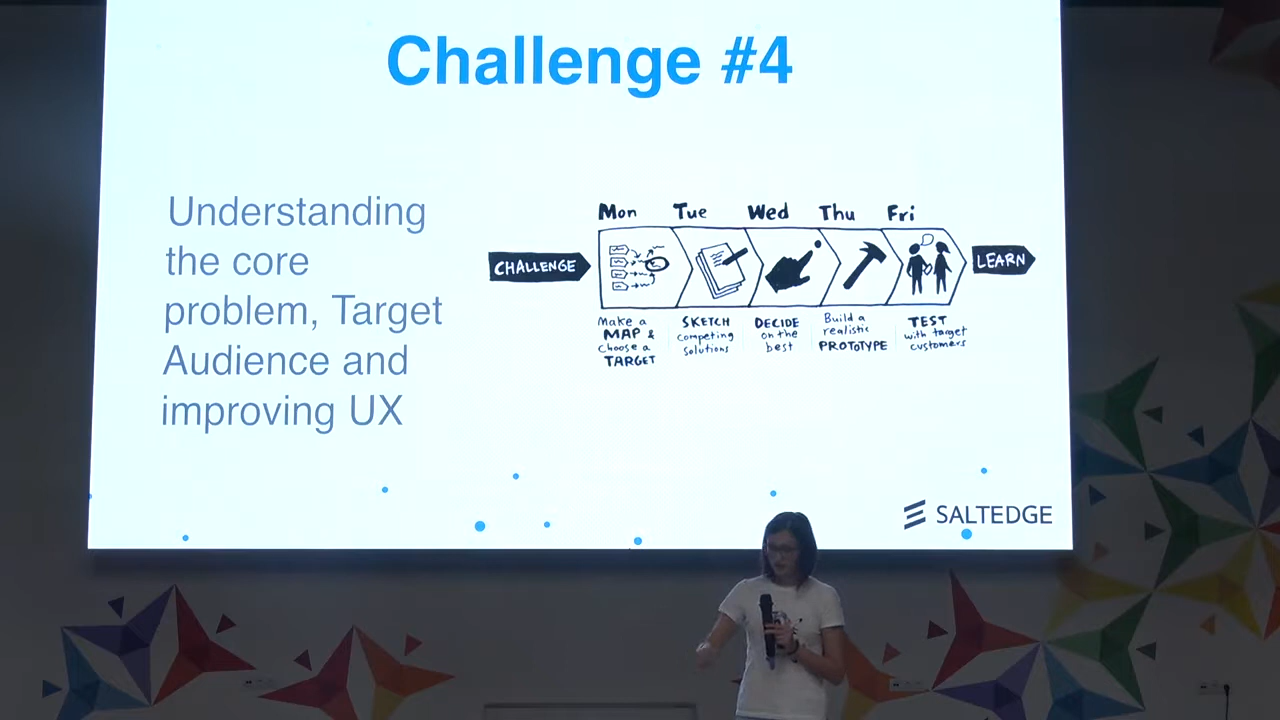 Challenge #4
Understanding
the core
problem, Target
Audience and
improving UX
Mon Tue Wed Thu Fri
CHALLENGE
LEARN
Make a
MAP &
choose a
TARGET
SKETCH
competing
solutions
DECIDE
on the
best
Build a
realistic
PROTOTYPE
TEST
with target
customers
SALTEDGE